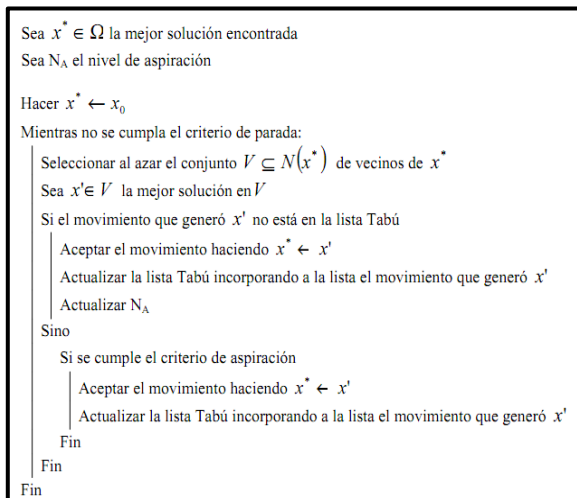 Sea x* ∈ Ω la mejor solución encontrada
Sea N_A el nivel de aspiración
Hacer x* ← x₀
Mientras no se cumpla el criterio de parada:
Seleccionar al azar el conjunto V ⊆ N(x*) de vecinos de x*
Sea x'∈ V la mejor solución en V
Si el movimiento que generó x' no está en la lista Tabú
Aceptar el movimiento haciendo x* ← x'
Actualizar la lista Tabú incorporando a la lista el movimiento que generó x'
Actualizar N_A
Sino
Si se cumple el criterio de aspiración
Aceptar el movimiento haciendo x* ← x'
Actualizar la lista Tabú incorporando a la lista el movimiento que generó x'
Fin
Fin
Fin